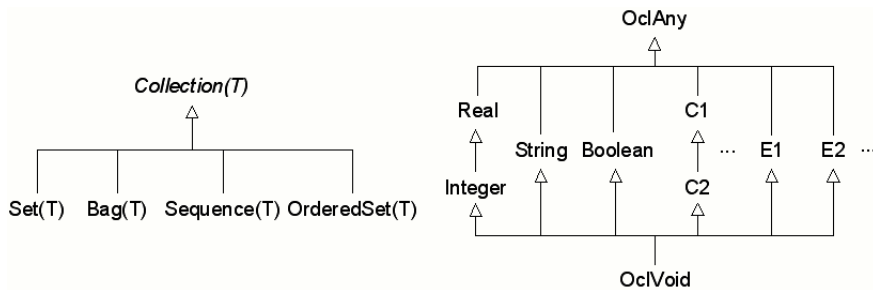 OclAny
Collection(T)
Real
C1
String
Boolean
...
E1
E2
...
Integer
C2
Set(T)
Bag(T)
Sequence(T)
OrderedSet(T)
OclVoid